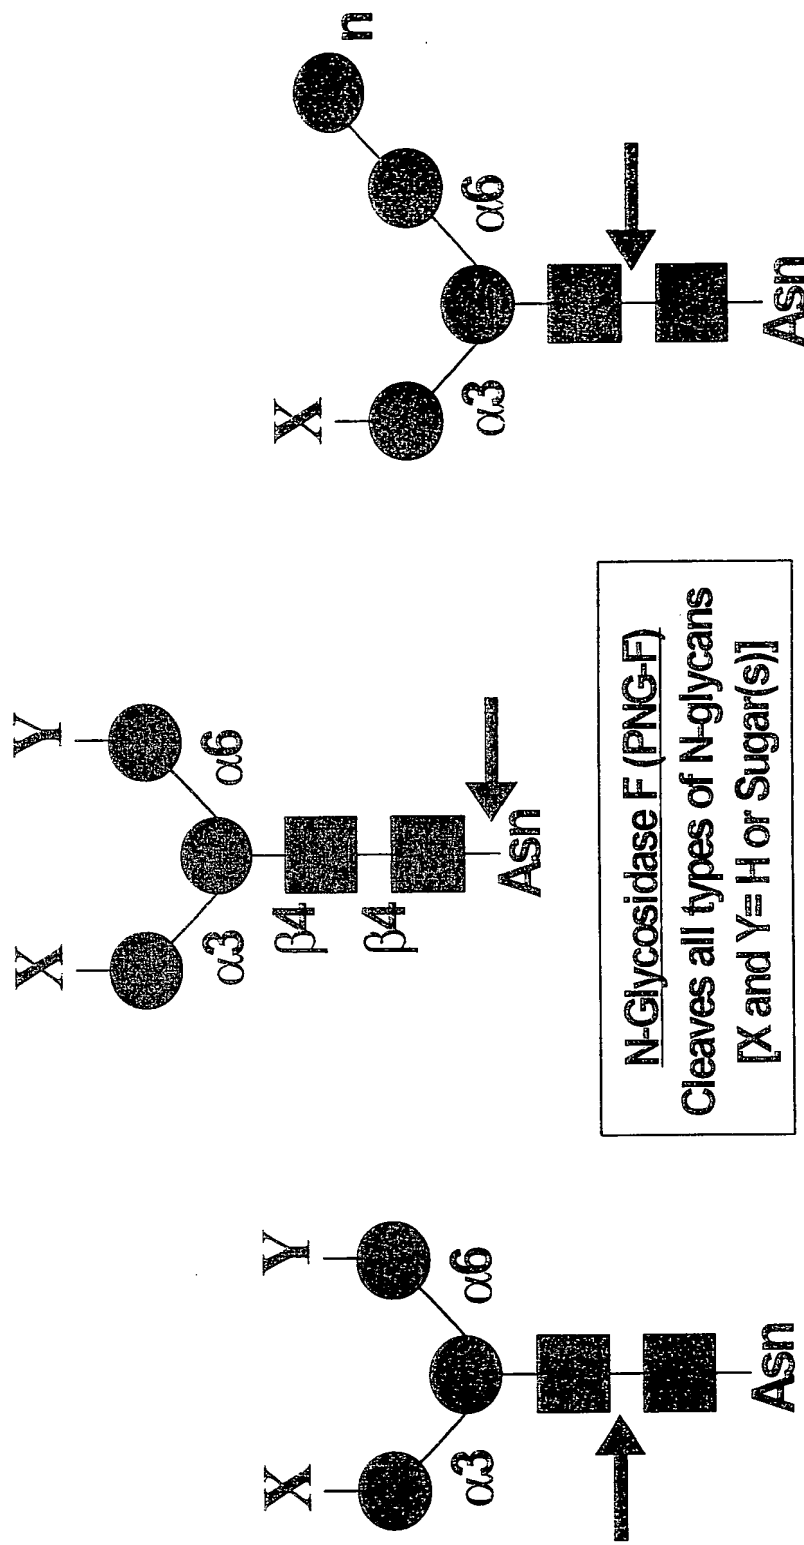 X Y
α3 α6
Asn
X Y
α3 α6
β4
β4
Asn
N-Glycosidase F (PNG-F)
Cleaves all types of N-glycans
[X and Y= H or Sugar(s)]
X n
α3 α6
Asn